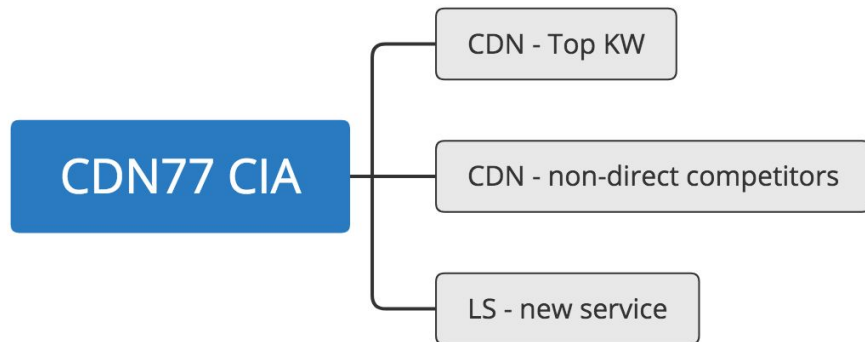 CDN - Top KW
CDN77 CIA
CDN - non-direct competitors
LS - new service